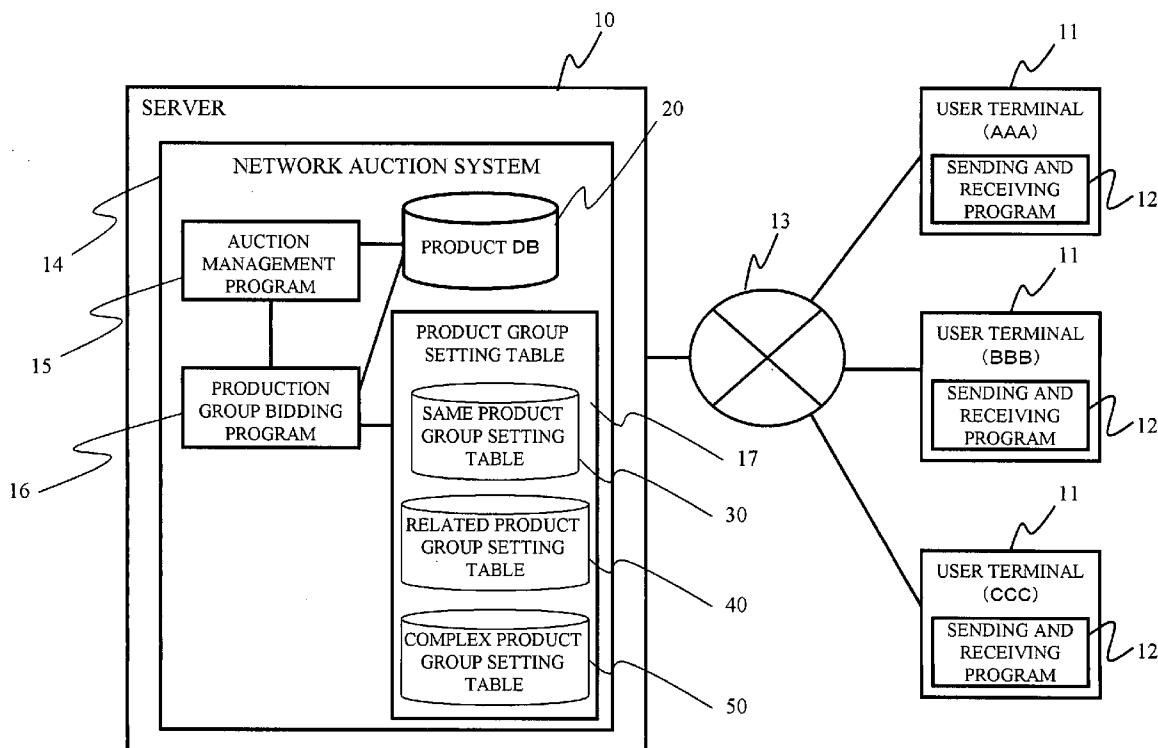 10
SERVER
20
NETWORK AUCTION SYSTEM
PRODUCT DB
AUCTION
MANAGEMENT
PROGRAM
14
15
PRODUCTION
GROUP BIDDING
PROGRAM
16
PRODUCT GROUP
SETTING TABLE
SAME PRODUCT
GROUP SETTING
TABLE
17
30
RELATED PRODUCT
GROUP SETTING
TABLE
40
COMPLEX PRODUCT
GROUP SETTING
TABLE
50
13
11
USER TERMINAL
(AAA)
SENDING AND
RECEIVING
PROGRAM
12
11
USER TERMINAL
(BBB)
SENDING AND
RECEIVING
PROGRAM
12
11
USER TERMINAL
(CCC)
SENDING AND
RECEIVING
PROGRAM
12